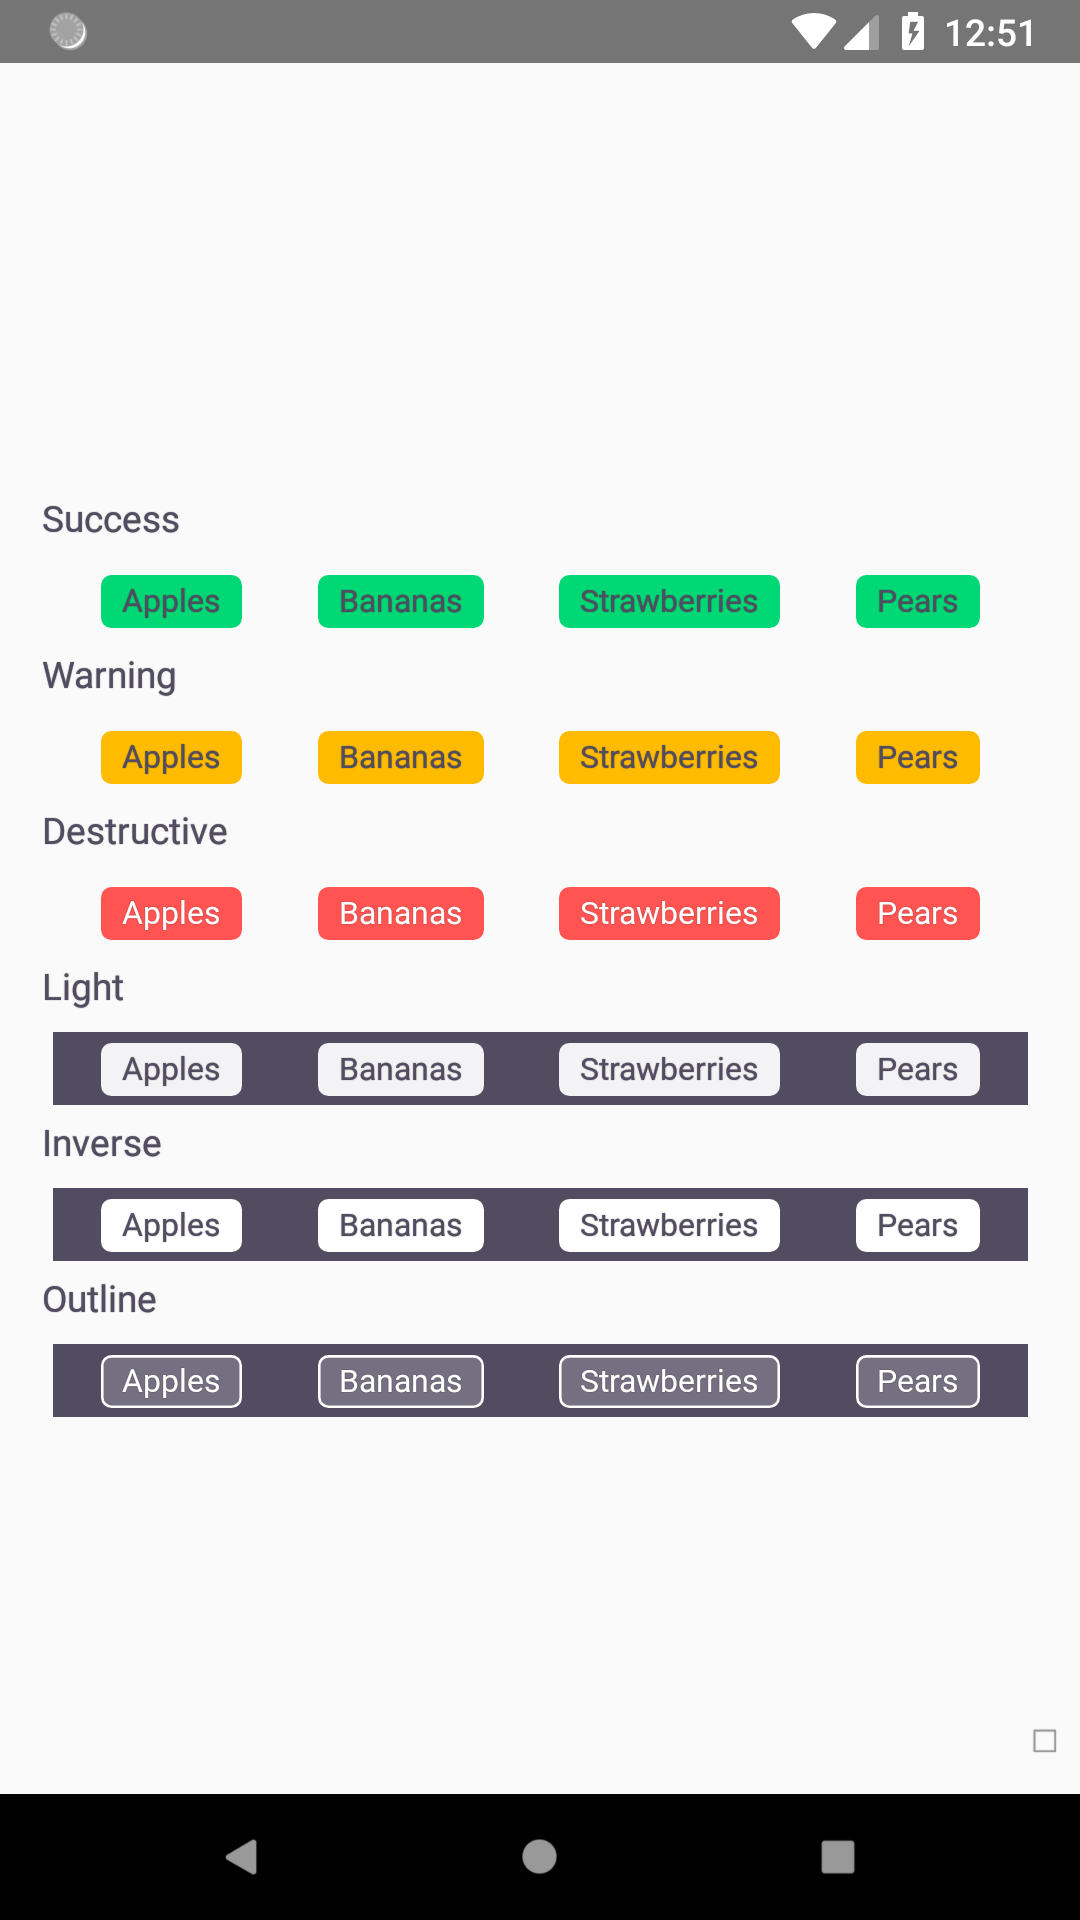 12:51
Success
Apples Bananas Strawberries Pears
Warning
Apples Bananas Strawberries Pears
Destructive
Apples Bananas Strawberries Pears
Light
Apples Bananas Strawberries Pears
Inverse
Apples Bananas Strawberries Pears
Outline
Apples Bananas Strawberries Pears